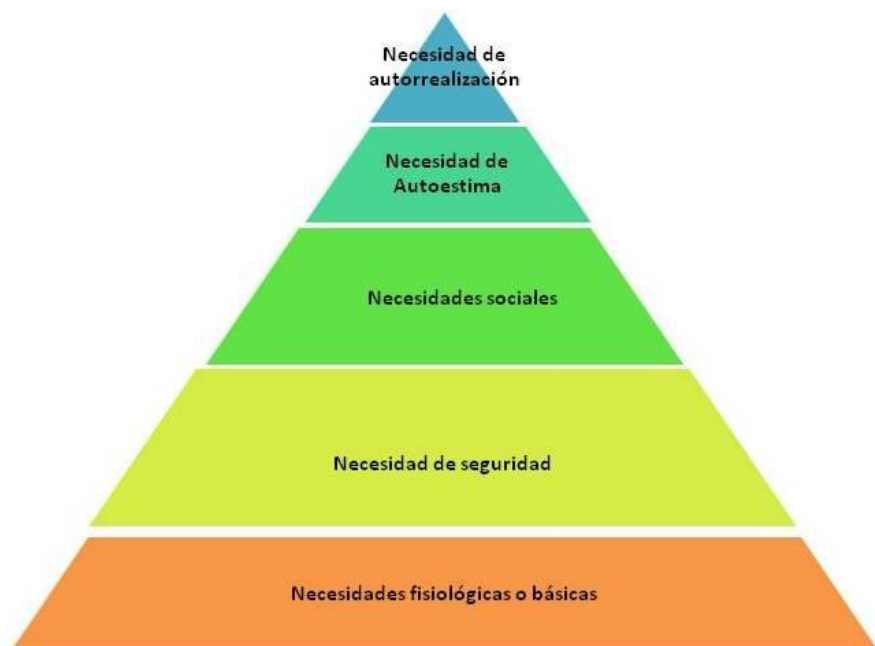 Necesidad de
autorrealización
Necesidad de
Autoestima
Necesidades sociales
Necesidad de seguridad
Necesidades fisiológicas o básicas